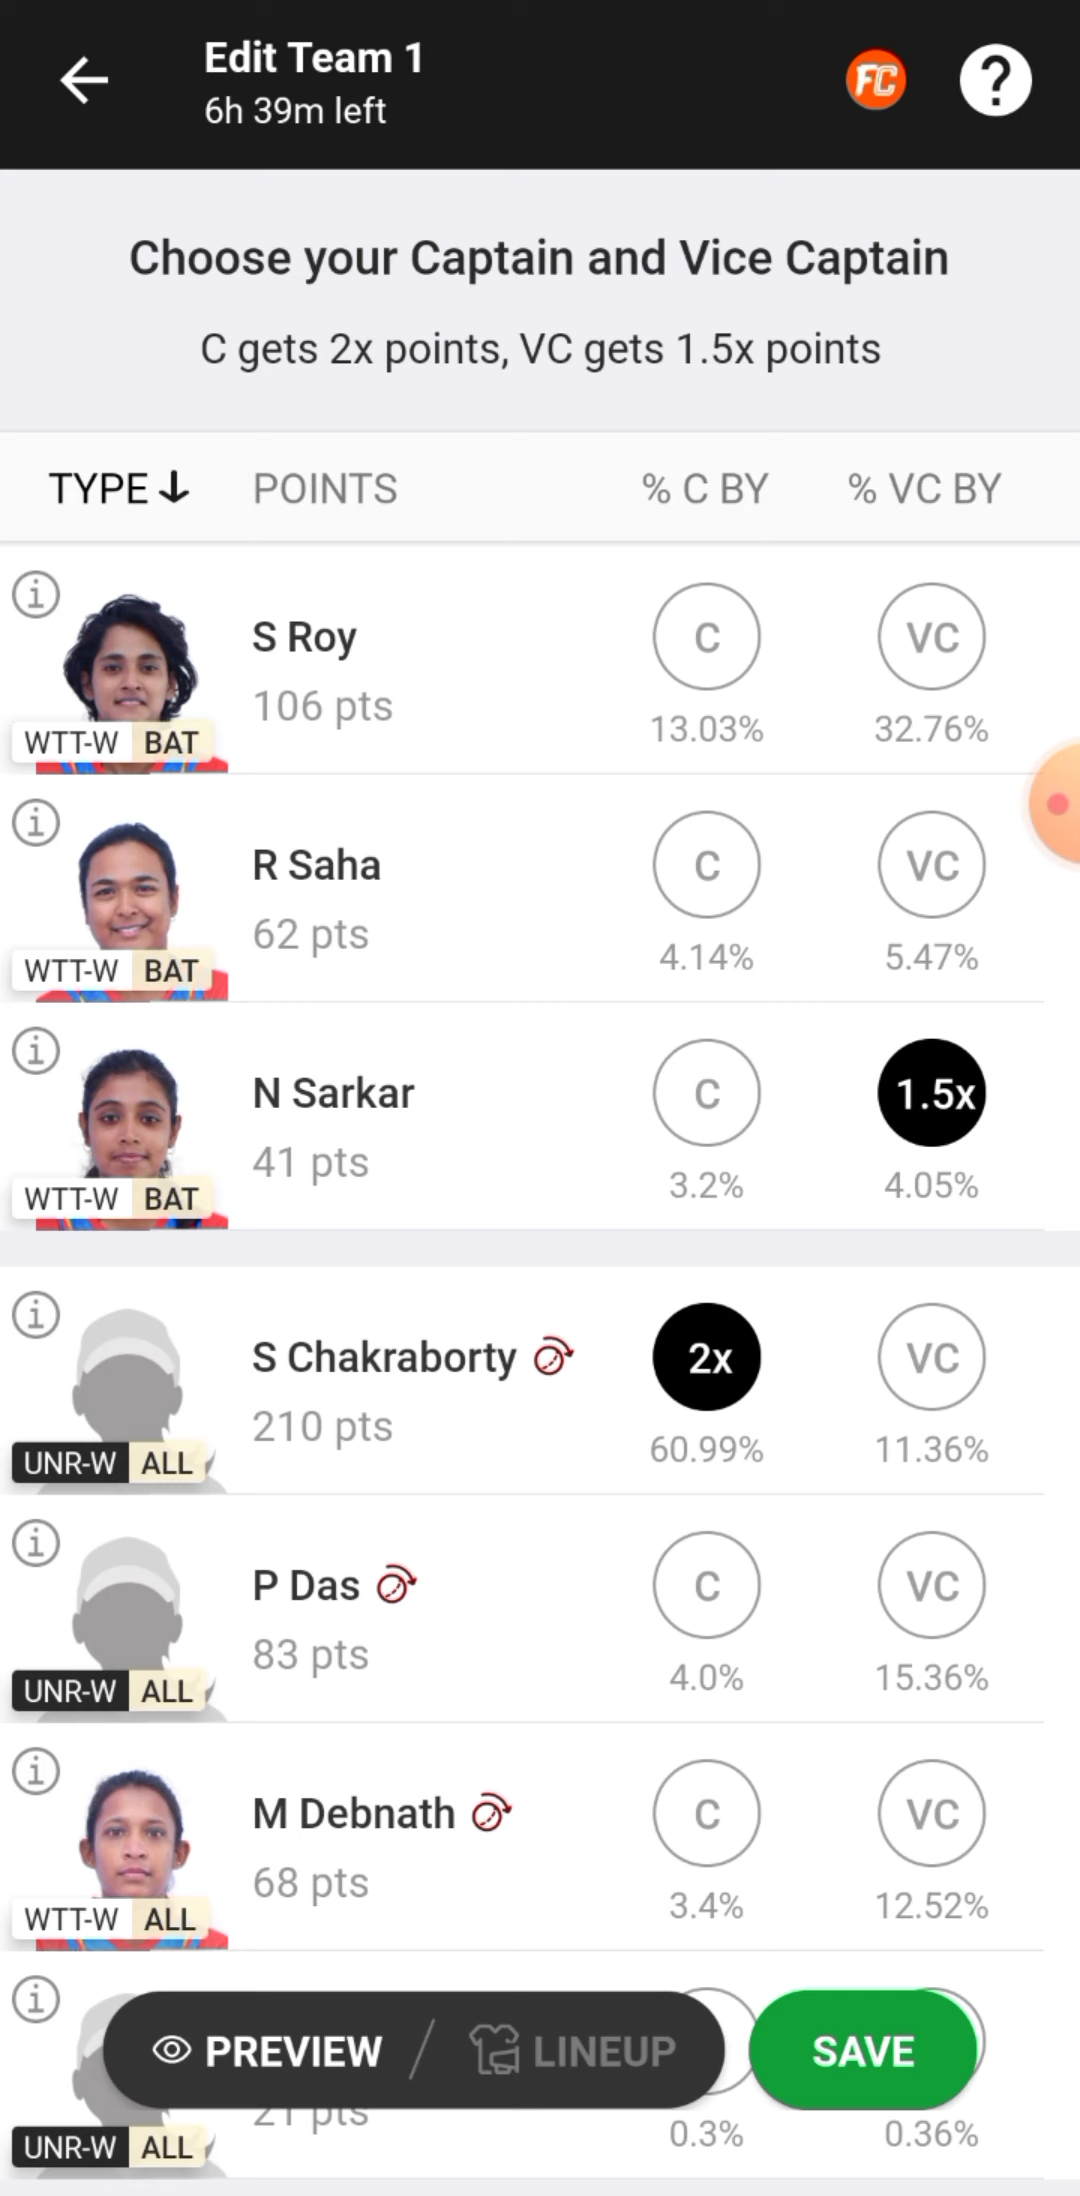 Edit Team 1
6h 39m left
FC
?
Choose your Captain and Vice Captain
C gets 2x points, VC gets 1.5x points
TYPE POINTS % C BY % VC BY
i
S Roy
106 pts
C
13.03%
VC
32.76%
WTT-W BAT
i
R Saha
62 pts
C
4.14%
VC
5.47%
WTT-W BAT
i
N Sarkar
41 pts
C
3.2%
1.5x
4.05%
WTT-W BAT
i
S Chakraborty
210 pts
2x
60.99%
VC
11.36%
UNR-W ALL
i
P Das
83 pts
C
4.0%
VC
15.36%
UNR-W ALL
i
M Debnath
68 pts
C
3.4%
VC
12.52%
WTT-W ALL
i
PREVIEW / LINEUP
SAVE
21 pts
0.3%
0.36%
UNR-W ALL